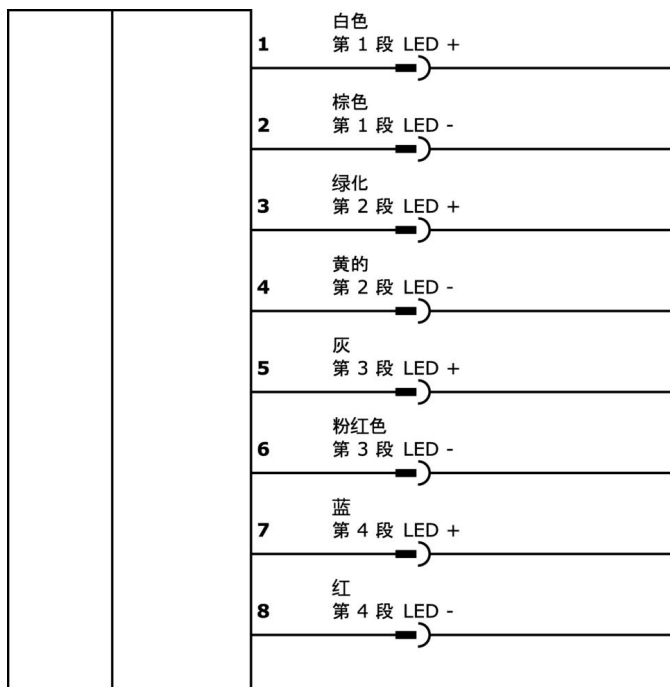 白色
1 第 1 段 LED +
棕色
2 第 1 段 LED -
绿化
3 第 2 段 LED +
黄的
4 第 2 段 LED -
灰
5 第 3 段 LED +
粉红色
6 第 3 段 LED -
蓝
7 第 4 段 LED +
红
8 第 4 段 LED -